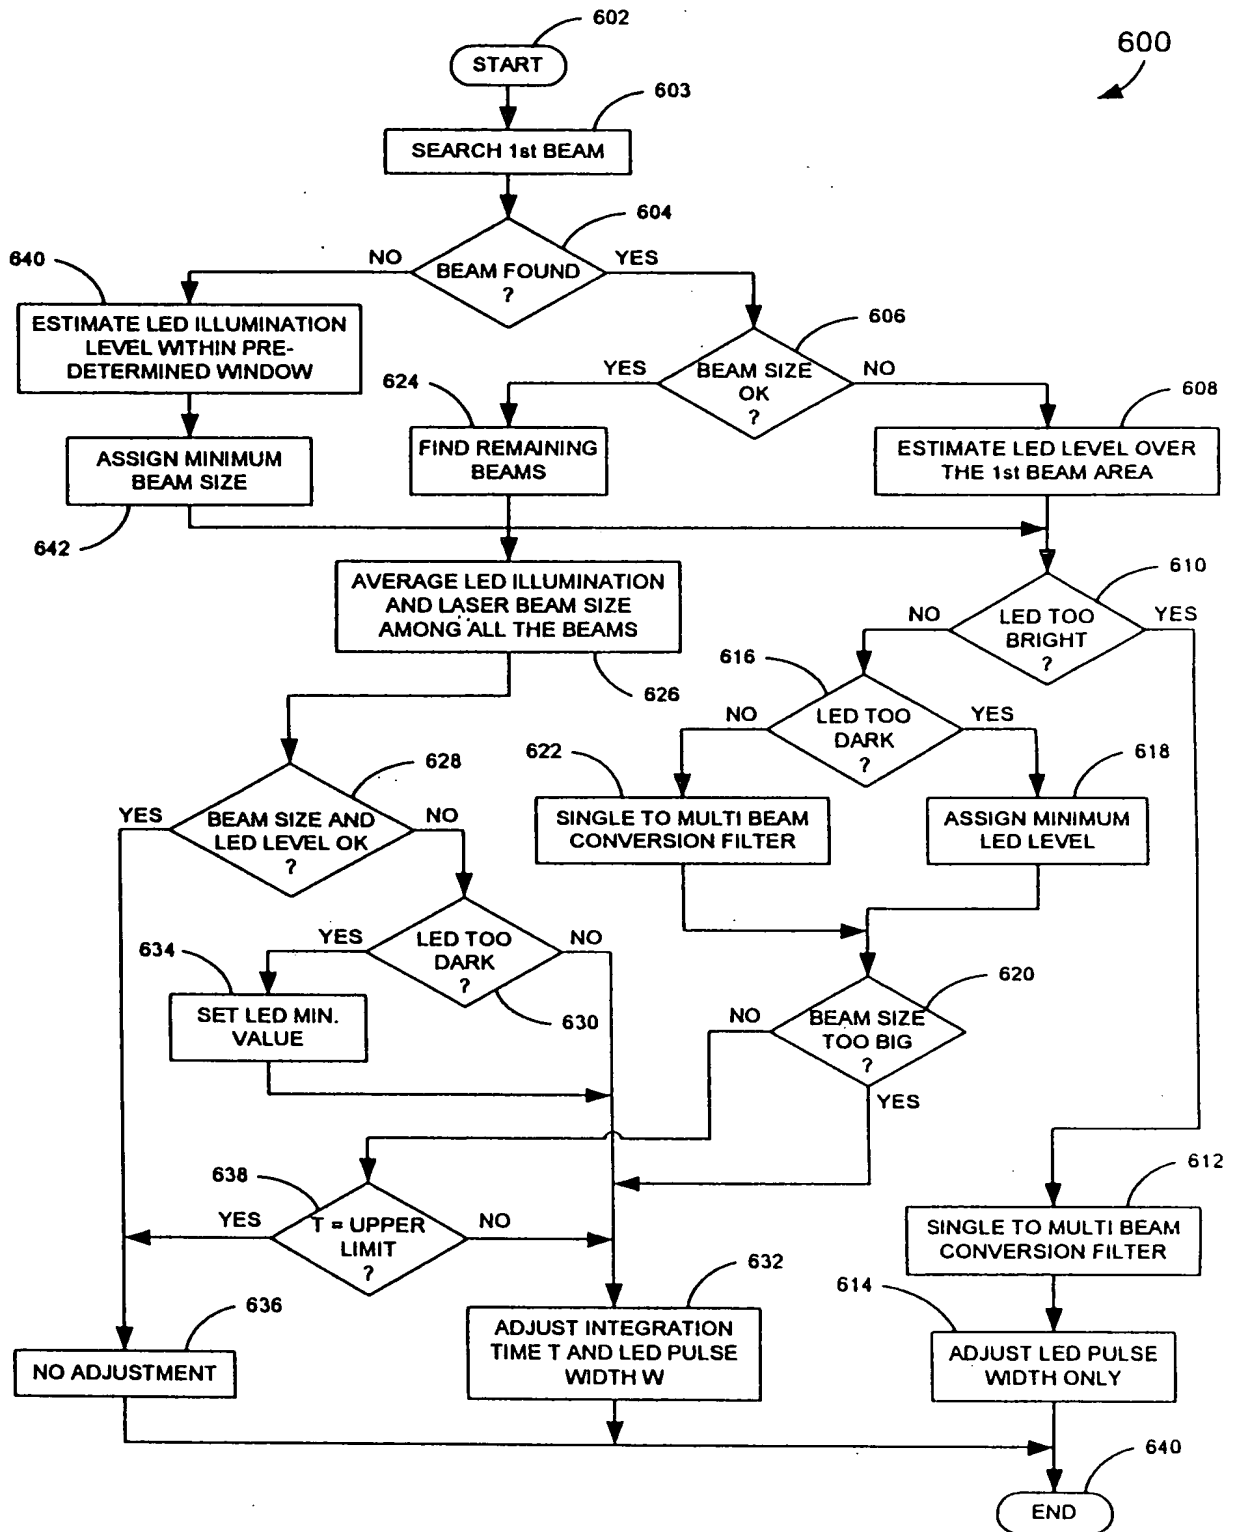 602
600
START
603
SEARCH 1st BEAM
604
NO
YES
640
BEAM FOUND
?
ESTIMATE LED ILLUMINATION
LEVEL WITHIN PRE-
DETERMINED WINDOW
606
YES
NO
624
BEAM SIZE
OK
?
608
ASSIGN MINIMUM
BEAM SIZE
FIND REMAINING
BEAMS
ESTIMATE LED LEVEL OVER
THE 1st BEAM AREA
642
610
AVERAGE LED ILLUMINATION
AND LASER BEAM SIZE
AMONG ALL THE BEAMS
NO
YES
LED TOO
BRIGHT
?
616
626
NO
YES
LED TOO
DARK
?
628
622
618
YES
NO
BEAM SIZE AND
LED LEVEL OK
?
SINGLE TO MULTI BEAM
CONVERSION FILTER
ASSIGN MINIMUM
LED LEVEL
634
YES
NO
LED TOO
DARK
?
620
SET LED MIN.
VALUE
630
NO
BEAM SIZE
TOO BIG
?
YES
638
612
YES
NO
T = UPPER
LIMIT
?
SINGLE TO MULTI BEAM
CONVERSION FILTER
632
614
636
ADJUST INTEGRATION
TIME T AND LED PULSE
WIDTH W
NO ADJUSTMENT
ADJUST LED PULSE
WIDTH ONLY
640
END